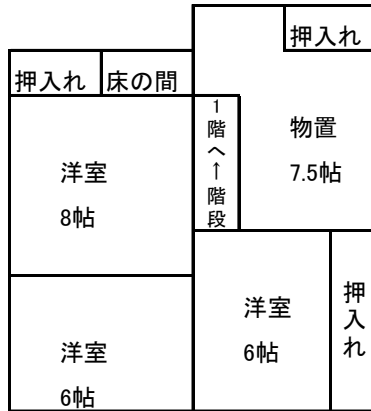 押入れ
押入れ 床の間
1階へ↑階段
物置
7.5帖
洋室
8帖
洋室
6帖
押入れ
洋室
6帖